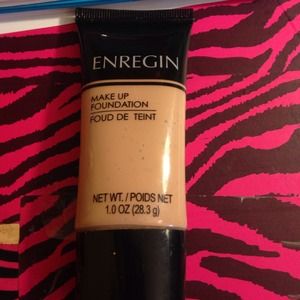 ENREGIN
MAKE UP
FOUNDATION
FOUD DE TEINT
NET WT. / POIDS NET
1.0 OZ (28.3 g)